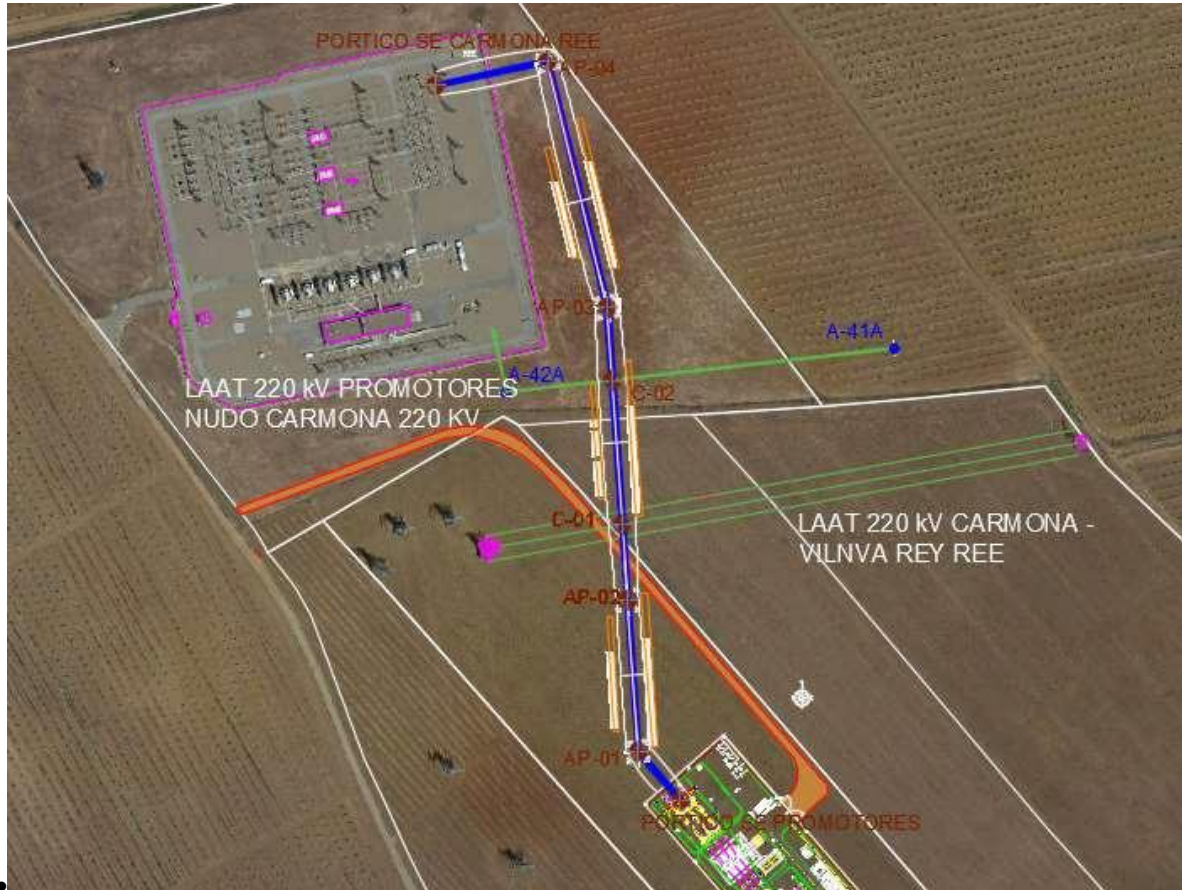 PORTICO SE CARMONA REE
AP-04
AP-03
A-41A
A-42A
C-02
LAAT 220 kV PROMOTORES
NUDO CARMONA 220 KV
C-01
LAAT 220 kV CARMONA -
VILNVA REY REE
AP-02
AP-01
PORTICO SE PROMOTORES